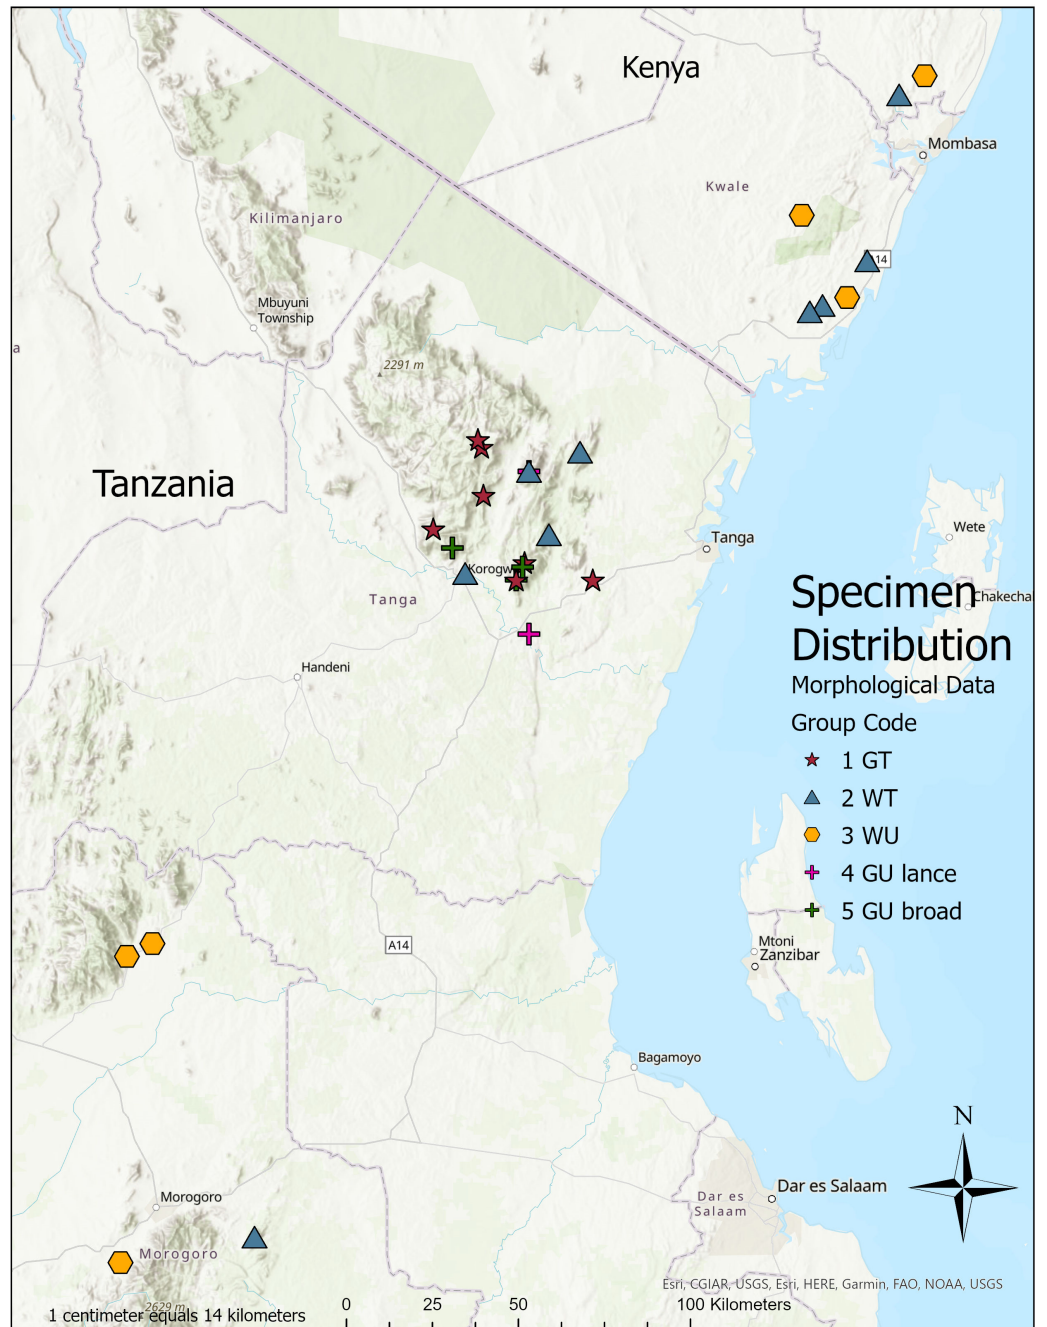 Kenya
Mombasa
Kwale
Kilimanjaro
14
Mbuyuni
Township
a
2291 m
Tanzania
Wete
Tanga
Korogw
Specimen
Chakechak
Tanga
Distribution
Handeni
Morphological Data
Group Code
1 GT
2 WT
3 WU
4 GU lance
5 GU broad
A14
Mtoni
Zanzibar
Bagamoyo
N
Dar es Salaam
Morogoro
Dar es
Salaam
Morogoro
Esri, CGIAR, USGS, Esri, HERE, Garmin, FAO, NOAA, USGS
2629 m
0 25 50 100 Kilometers
1 centimeter equals 14 kilometers